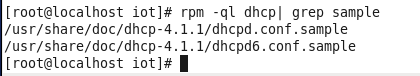 [root@localhost iot]# rpm -ql dhcp| grep sample
/usr/share/doc/dhcp-4.1.1/dhcpd.conf.sample
/usr/share/doc/dhcp-4.1.1/dhcpd6.conf.sample
[root@localhost iot]#